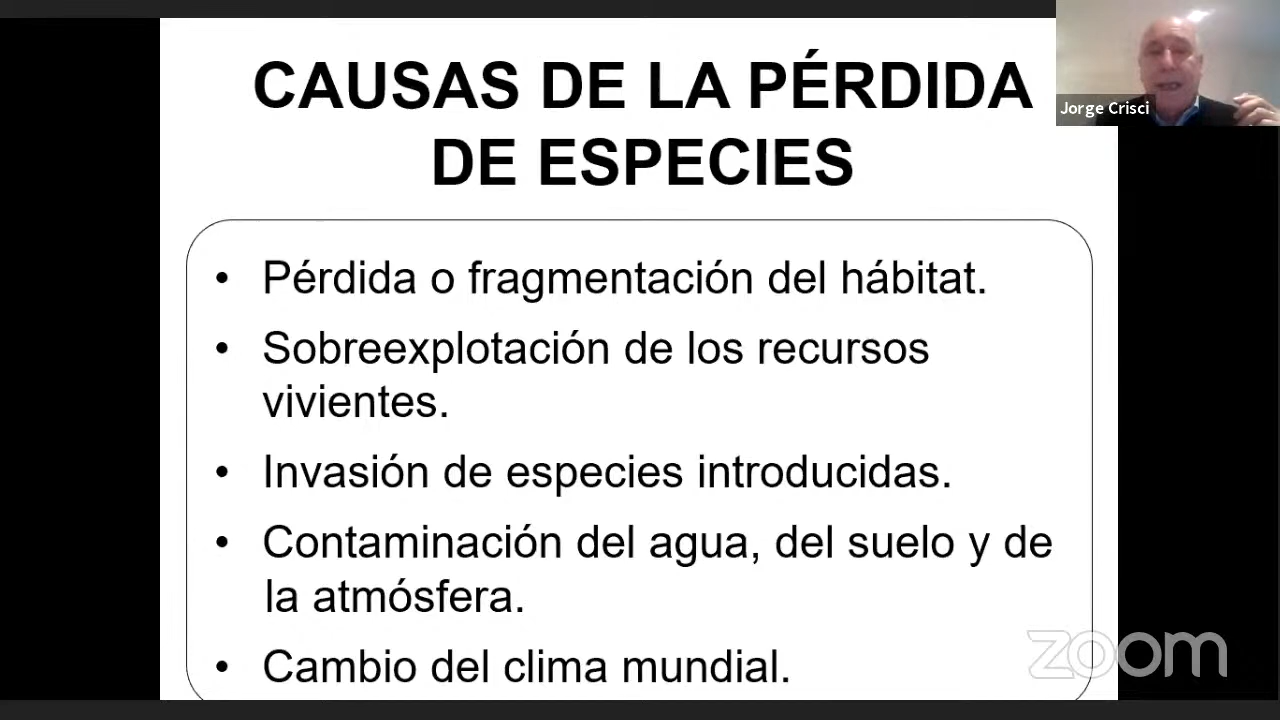 CAUSAS DE LA PÉRDIDA
DE ESPECIES
Jorge Crisci
• Pérdida o fragmentación del hábitat.
• Sobreexplotación de los recursos
vivientes.
• Invasión de especies introducidas.
• Contaminación del agua, del suelo y de
la atmósfera.
• Cambio del clima mundial.
zoom